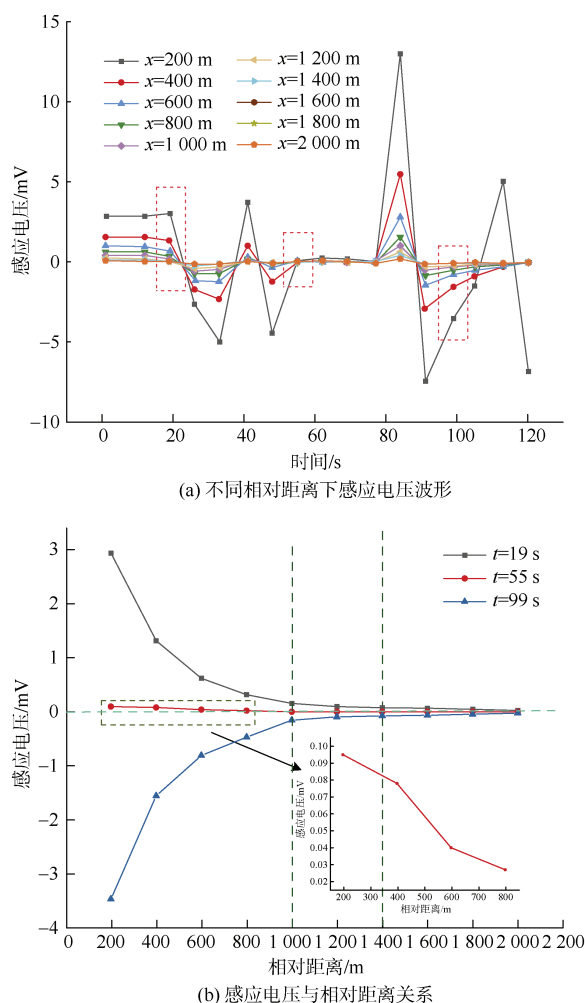 15
10
5
0
−5
−10
感应电压/mV
x=200 m
x=400 m
x=600 m
x=800 m
x=1 000 m
x=1 200 m
x=1 400 m
x=1 600 m
x=1 800 m
x=2 000 m
0 20 40 60 80 100 120
时间/s
(a) 不同相对距离下感应电压波形
3
2
1
0
−1
−2
−3
−4
感应电压/mV
t=19 s
t=55 s
t=99 s
0.10
0.09
0.08
0.07
0.06
0.05
0.04
0.03
0.02
感应电压/mV
200 300 400 500 600 700 800
相对距离/m
0 200 400 600 800 1 000 1 200 1 400 1 600 1 800 2 000 2 200
相对距离/m
(b) 感应电压与相对距离关系